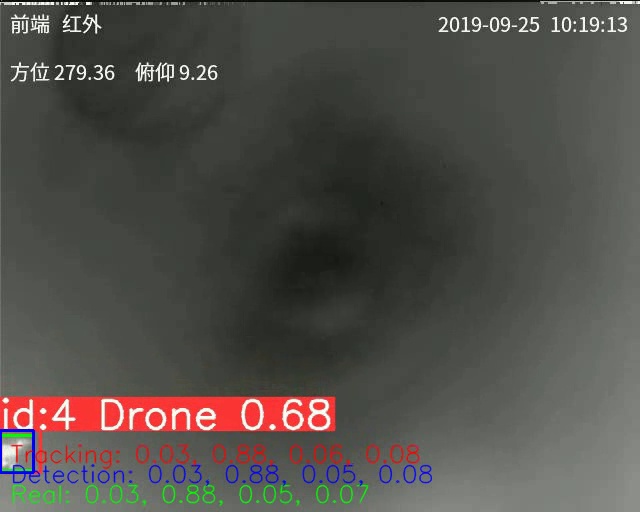 前端 红外
2019-09-25 10:19:13
方位 279.36 俯仰 9.26
id:4 Drone 0.68
Tracking: 0.03, 0.88, 0.06, 0.08
Detection: 0.03, 0.88, 0.05, 0.08
Real: 0.03, 0.88, 0.05, 0.07